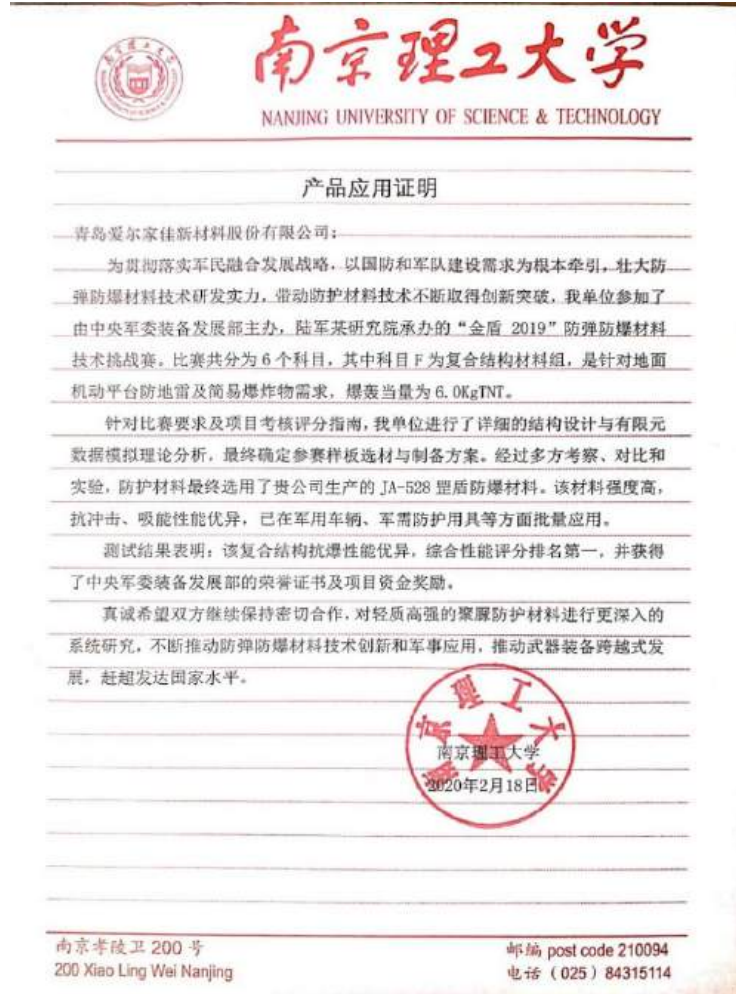 南京理工大学
NANJING UNIVERSITY OF SCIENCE & TECHNOLOGY
产品应用证明
青岛爱尔家佳新材料股份有限公司：
为贯彻落实军民融合发展战略，以国防和军队建设需求为根本牵引，壮大防
弹防爆材料技术研发实力，带动防护材料技术不断取得创新突破，我单位参加了
由中央军委装备发展部主办，陆军某研究院承办的“金盾 2019”防弹防爆材料
技术挑战赛。比赛共分为 6 个科目，其中科目 F 为复合结构材料组，是针对地面
机动平台防地雷及简易爆炸物需求，爆轰当量为 6.0KgTNT。
针对比赛要求及项目考核评分指南，我单位进行了详细的结构设计与有限元
数据模拟理论分析，最终确定参赛样板选材与制备方案。经过多方考察、对比和
实验，防护材料最终选用了贵公司生产的 JA-528 盟盾防爆材料。该材料强度高，
抗冲击、吸能性能优异，已在军用车辆、军需防护用具等方面批量应用。
测试结果表明：该复合结构抗爆性能优异，综合性能评分排名第一，并获得
了中央军委装备发展部的荣誉证书及项目资金奖励。
真诚希望双方继续保持密切合作，对轻质高强的聚脲防护材料进行更深入的
系统研究，不断推动防弹防爆材料技术创新和军事应用，推动武器装备跨越式发
展，赶超发达国家水平。
南京理工大学
南京理工大学
2020年2月18日
南京孝陵卫 200 号
200 Xiao Ling Wei Nanjing
邮编 post code 210094
电话（025）84315114